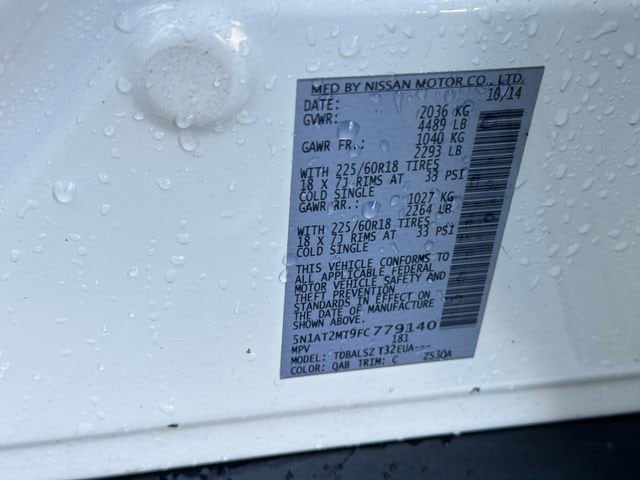 MFD BY NISSAN MOTOR CO., LTD.
DATE: 10/14
GVWR: 2036 KG
4489 LB
GAWR FR.: 1040 KG
2293 LB
WITH 225/60R18 TIRES
18 X 7J RIMS AT 33 PSI
COLD SINGLE
GAWR RR.: 1027 KG
2264 LB
WITH 225/60R18 TIRES
18 X 7J RIMS AT 33 PSI
COLD SINGLE
THIS VEHICLE CONFORMS TO
ALL APPLICABLE FEDERAL
MOTOR VEHICLE SAFETY AND
THEFT PREVENTION
STANDARDS IN EFFECT ON
THE DATE OF MANUFACTURE
SHOWN ABOVE.
5N1AT2MT9FC779140
MPV 181
MODEL: TDBALSZ T32EUA---
COLOR: QAB TRIM: C ZS30A